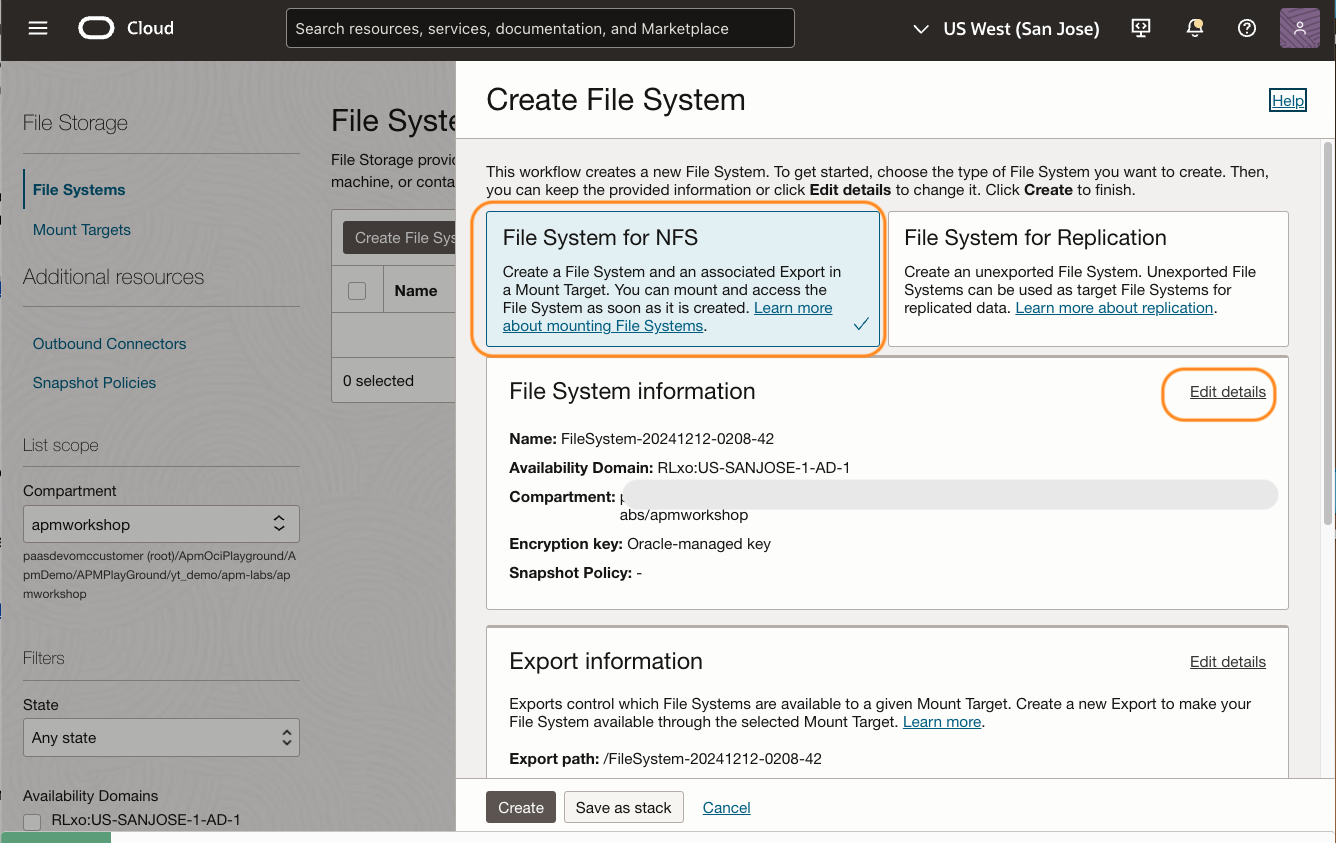 Cloud
Search resources, services, documentation, and Marketplace
US West (San Jose)
File Storage
File Systems
Mount Targets
Additional resources
Outbound Connectors
Snapshot Policies
List scope
Compartment
apmworkshop
paasdevomccustomer (root)/ApmOciPlayground/A
pmDemo/APMPlayGround/yt_demo/apm-labs/ap
mworkshop
Filters
State
Any state
Availability Domains
RLxo:US-SANJOSE-1-AD-1
File Syste
File Storage provi
machine, or conta
Create File Sys
Name
0 selected
Create File System
Help
This workflow creates a new File System. To get started, choose the type of File System you want to create. Then,
you can keep the provided information or click Edit details to change it. Click Create to finish.
File System for NFS
Create a File System and an associated Export in
a Mount Target. You can mount and access the
File System as soon as it is created. Learn more
about mounting File Systems.
File System for Replication
Create an unexported File System. Unexported File
Systems can be used as target File Systems for
replicated data. Learn more about replication.
File System information
Edit details
Name: FileSystem-20241212-0208-42
Availability Domain: RLxo:US-SANJOSE-1-AD-1
Compartment:
abs/apmworkshop
Encryption key: Oracle-managed key
Snapshot Policy: -
Export information
Edit details
Exports control which File Systems are available to a given Mount Target. Create a new Export to make your
File System available through the selected Mount Target. Learn more.
Export path: /FileSystem-20241212-0208-42
Create
Save as stack
Cancel